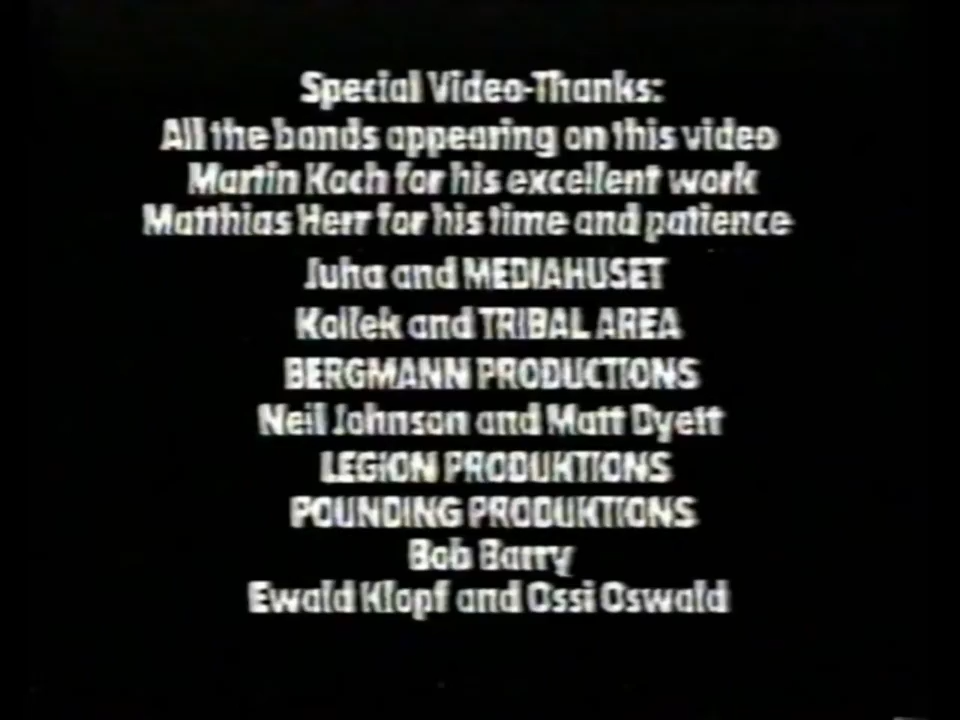 Special Video-Thanks:
All the bands appearing on this video
Martin Koch for his excellent work
Matthias Herr for his time and patience
Juha and MEDIAHUSET
Kollek and TRIBAL AREA
BERGMANN PRODUCTIONS
Neil Johnson and Matt Dyett
LEGION PRODUKTIONS
POUNDING PRODUKTIONS
Bob Barry
Ewald Klopf and Ossi Oswald